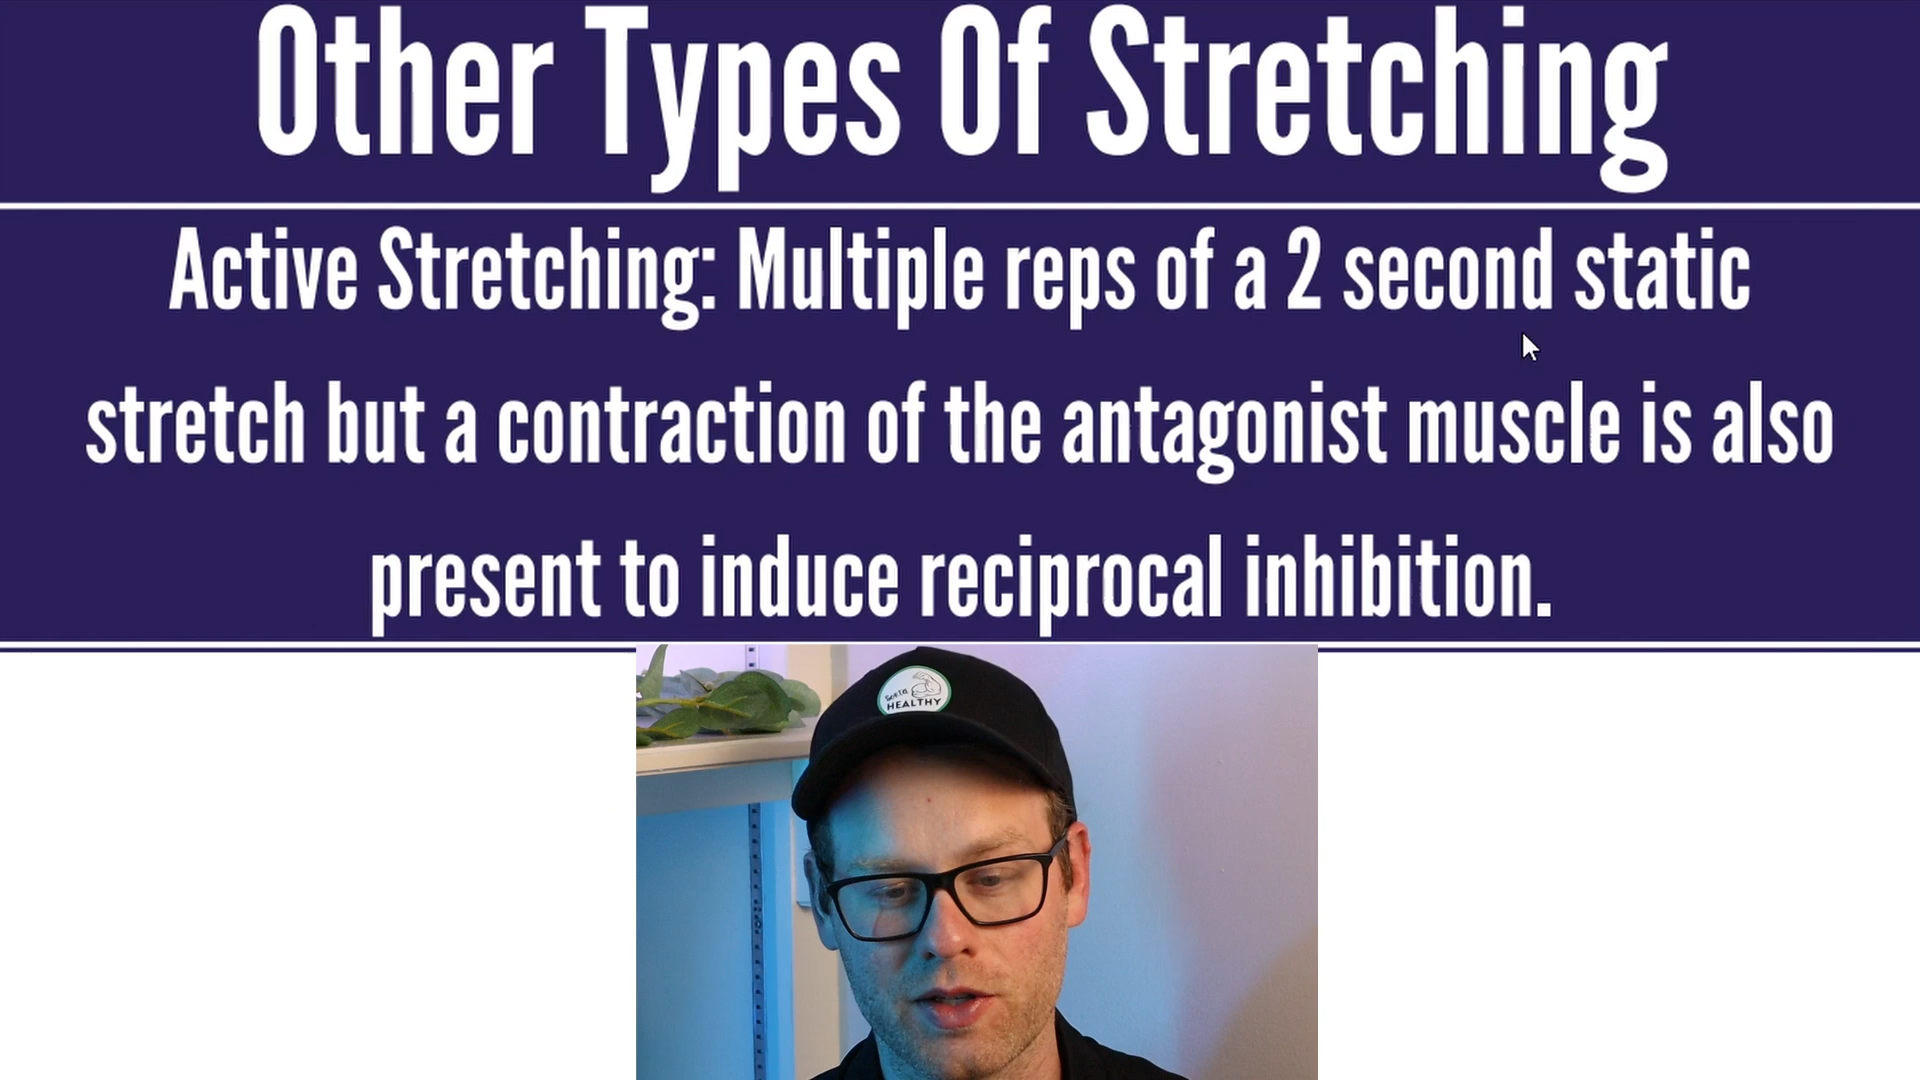 Other Types Of Stretching
Active Stretching: Multiple reps of a 2 second static
stretch but a contraction of the antagonist muscle is also
present to induce reciprocal inhibition.
Sorta
HEALTHY